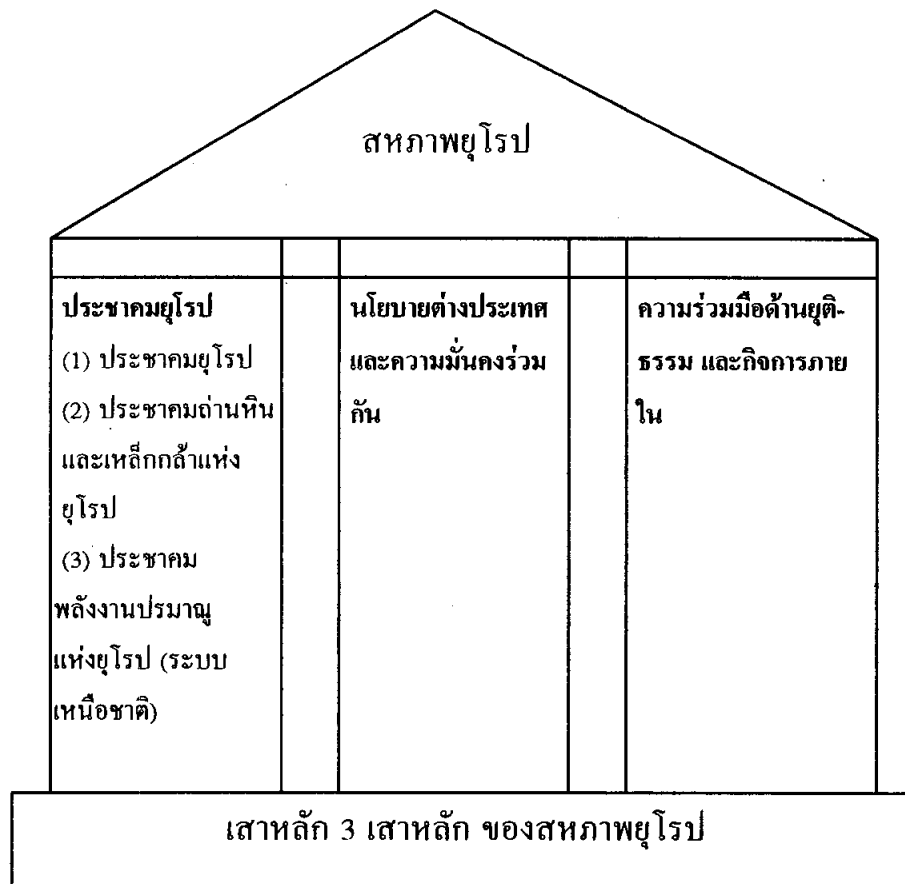 สหภาพยุโรป
ประชาคมยุโรป
(1) ประชาคมยุโรป
(2) ประชาคมถ่านหิน
และเหล็กกล้าแห่ง
ยุโรป
(3) ประชาคม
พลังงานปรมาณู
แห่งยุโรป (ระบบ
เหนือชาติ)
นโยบายต่างประเทศ
และความมั่นคงร่วม
กัน
ความร่วมมือด้านยุติ-
ธรรม และกิจการภาย
ใน
เสาหลัก 3 เสาหลัก ของสหภาพยุโรป